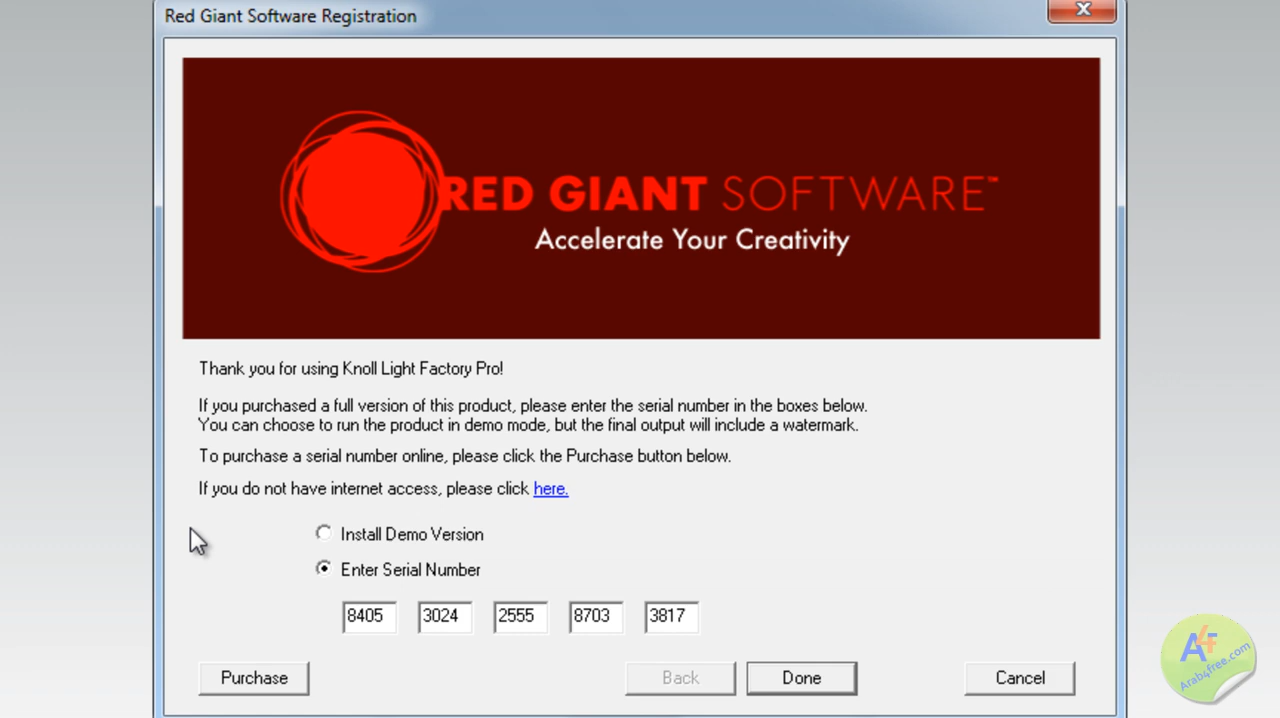 Red Giant Software Registration
RED GIANT SOFTWARE™
Accelerate Your Creativity
Thank you for using Knoll Light Factory Pro!
If you purchased a full version of this product, please enter the serial number in the boxes below.
You can choose to run the product in demo mode, but the final output will include a watermark.
To purchase a serial number online, please click the Purchase button below.
If you do not have internet access, please click here.
Install Demo Version
Enter Serial Number
8405 3024 2555 8703 3817
Purchase Back Done Cancel
A4F
Arab4free.com